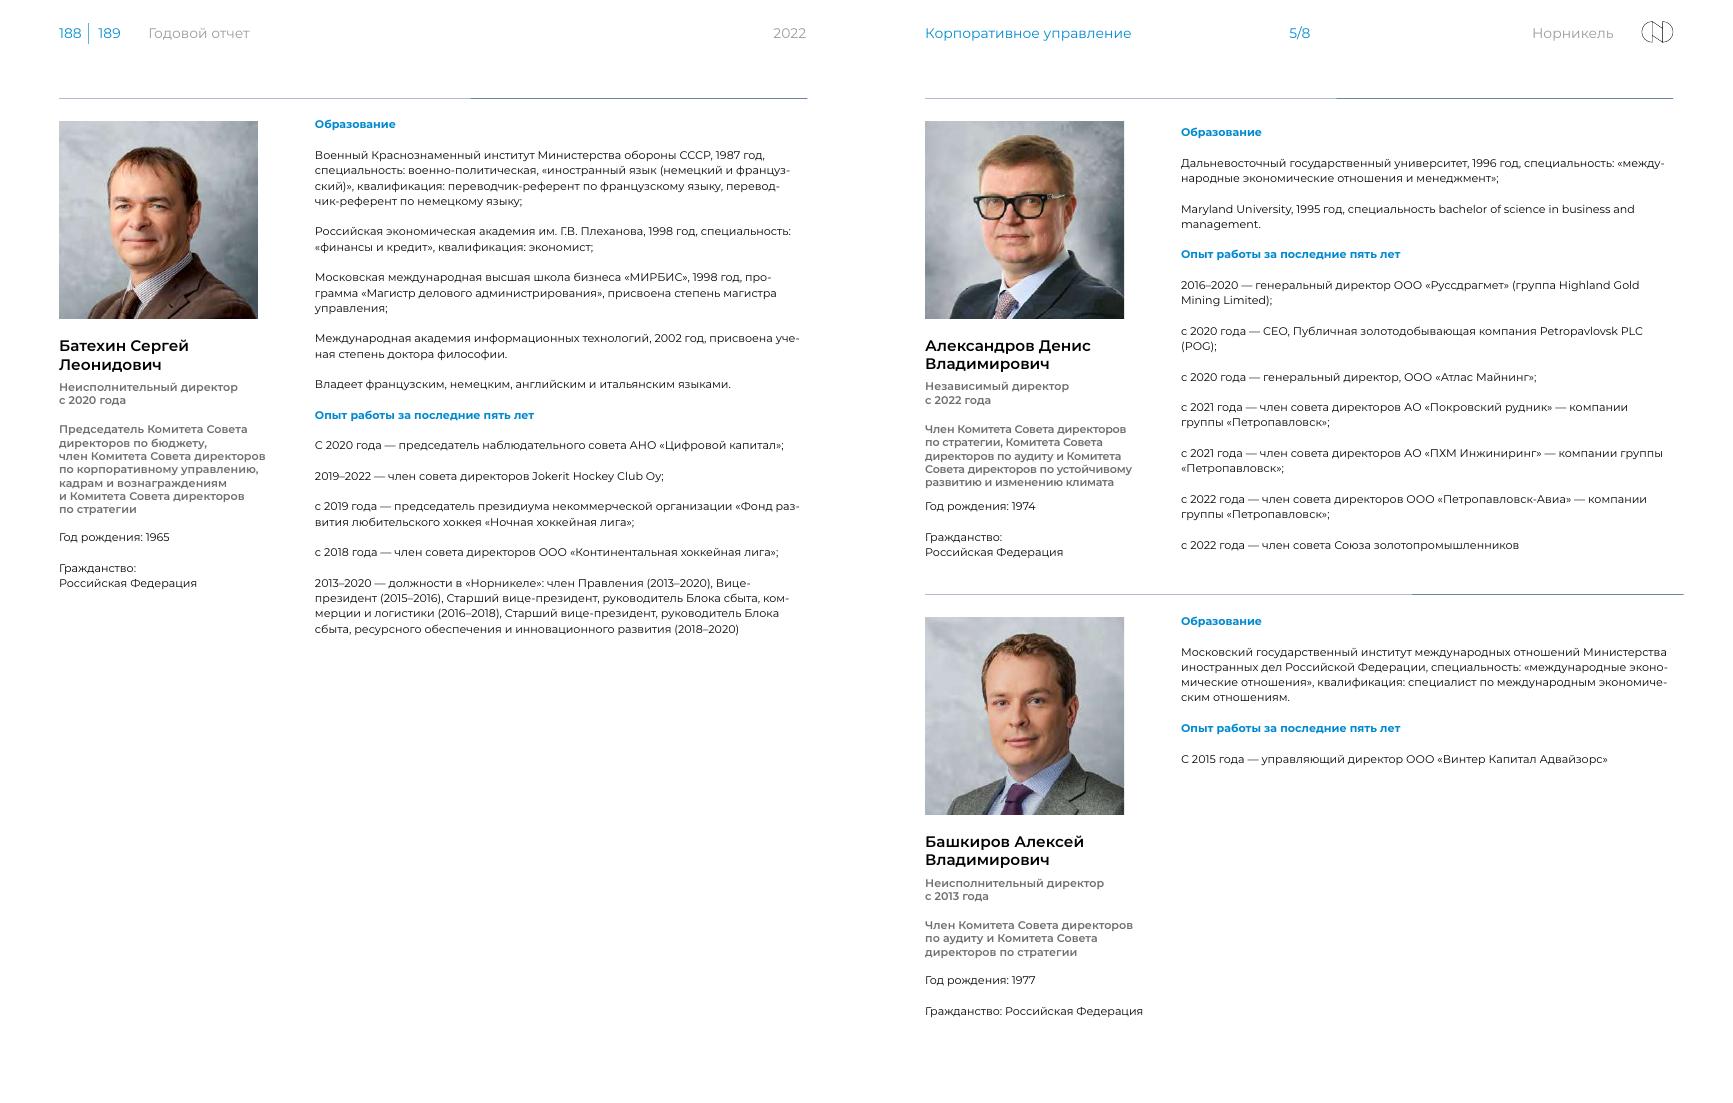 188 | 189 Годовой отчет 2022
Батехин Сергей
Леонидович
Неисполнительный директор
с 2020 года
Председатель Комитета Совета
директоров по бюджету,
член Комитета Совета директоров
по корпоративному управлению,
кадрам и вознаграждениям
и Комитета Совета директоров
по стратегии
Год рождения: 1965
Гражданство:
Российская Федерация
Образование
Военный Краснознаменный институт Министерства обороны СССР, 1987 год,
специальность: военно-политическая, «иностранный язык (немецкий и француз-
ский)», квалификация: переводчик-референт по французскому языку, перевод-
чик-референт по немецкому языку;
Российская экономическая академия им. Г.В. Плеханова, 1998 год, специальность:
«финансы и кредит», квалификация: экономист;
Московская международная высшая школа бизнеса «МИРБИС», 1998 год, про-
грамма «Магистр делового администрирования», присвоена степень магистра
управления;
Международная академия информационных технологий, 2002 год, присвоена уче-
ная степень доктора философии.
Владеет французским, немецким, английским и итальянским языками.
Опыт работы за последние пять лет
С 2020 года — председатель наблюдательного совета АНО «Цифровой капитал»;
2019–2022 — член совета директоров Jokerit Hockey Club Oy;
с 2019 года — председатель президиума некоммерческой организации «Фонд раз-
вития любительского хоккея «Ночная хоккейная лига»;
с 2018 года — член совета директоров ООО «Континентальная хоккейная лига»;
2013–2020 — должности в «Норникеле»: член Правления (2013–2020), Вице-
президент (2015–2016), Старший вице-президент, руководитель Блока сбыта, ком-
мерции и логистики (2016–2018), Старший вице-президент, руководитель Блока
сбыта, ресурсного обеспечения и инновационного развития (2018–2020)
Корпоративное управление 5/8 Норникель
Александров Денис
Владимирович
Независимый директор
с 2022 года
Член Комитета Совета директоров
по стратегии, Комитета Совета
директоров по аудиту и Комитета
Совета директоров по устойчивому
развитию и изменению климата
Год рождения: 1974
Гражданство:
Российская Федерация
Образование
Дальневосточный государственный университет, 1996 год, специальность: «между-
народные экономические отношения и менеджмент»;
Maryland University, 1995 год, специальность bachelor of science in business and
management.
Опыт работы за последние пять лет
2016–2020 — генеральный директор ООО «Руссдрагмет» (группа Highland Gold
Mining Limited);
с 2020 года — CEO, Публичная золотодобывающая компания Petropavlovsk PLC
(POG);
с 2020 года — генеральный директор, ООО «Атлас Майнинг»;
с 2021 года — член совета директоров АО «Покровский рудник» — компании
группы «Петропавловск»;
с 2021 года — член совета директоров АО «ПХМ Инжиниринг» — компании группы
«Петропавловск»;
с 2022 года — член совета директоров ООО «Петропавловск-Авиа» — компании
группы «Петропавловск»;
с 2022 года — член совета Союза золотопромышленников
Башкиров Алексей
Владимирович
Неисполнительный директор
с 2013 года
Член Комитета Совета директоров
по аудиту и Комитета Совета
директоров по стратегии
Год рождения: 1977
Гражданство: Российская Федерация
Образование
Московский государственный институт международных отношений Министерства
иностранных дел Российской Федерации, специальность: «международные эконо-
мические отношения», квалификация: специалист по международным экономиче-
ским отношениям.
Опыт работы за последние пять лет
С 2015 года — управляющий директор ООО «Винтер Капитал Адвайзорс»